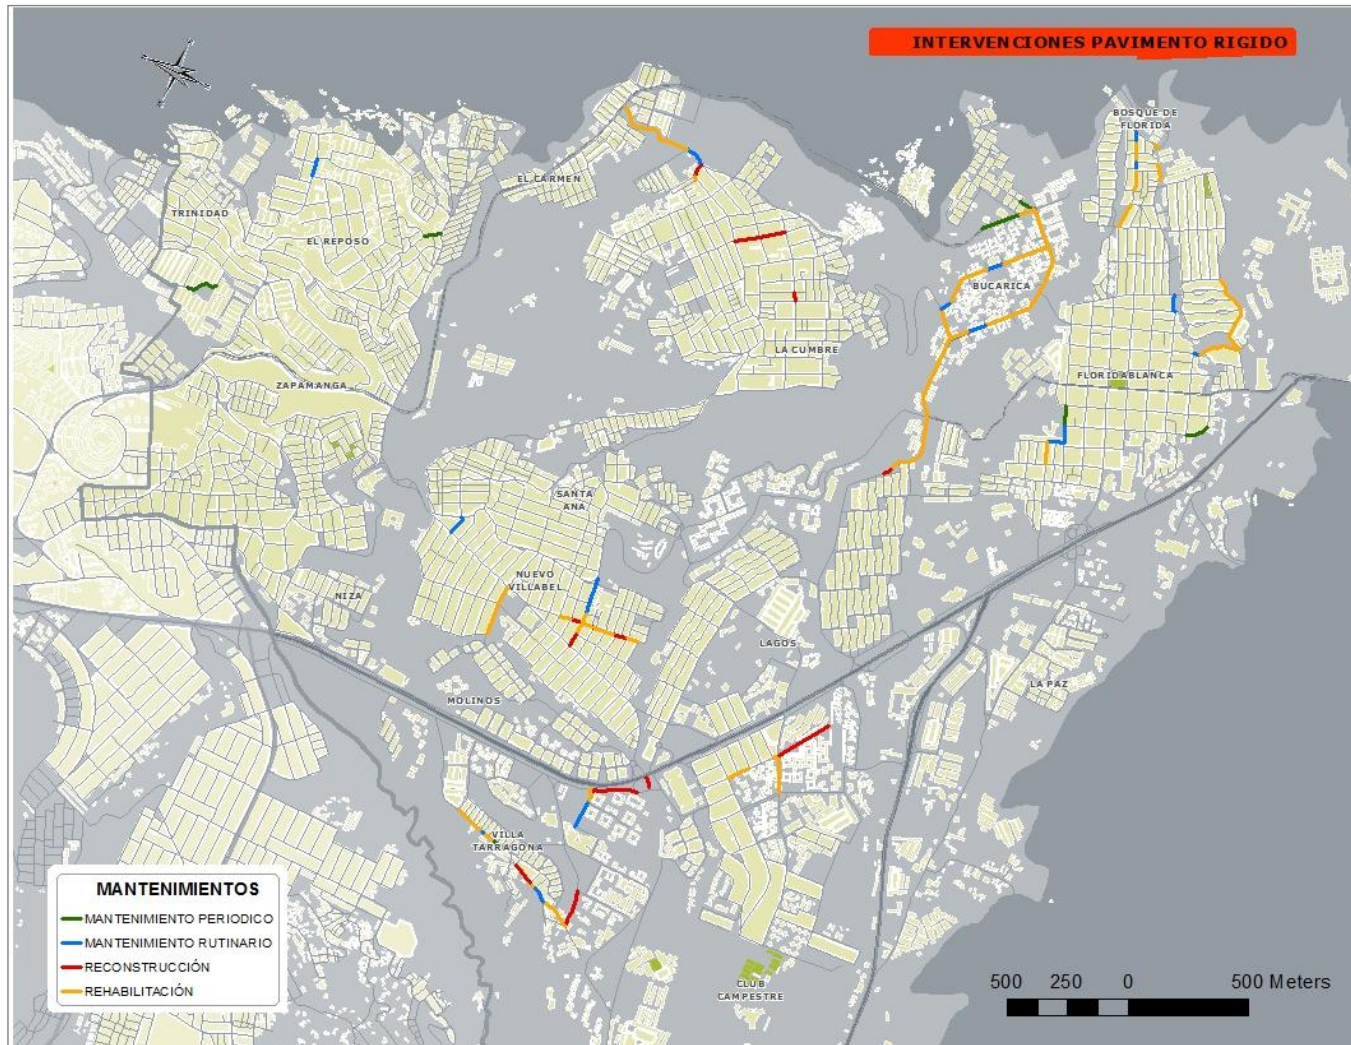 INTERVENCIONES PAVIMENTO RIGIDO
BOSQUE DE
FLORIDA
EL CARMEN
TRINIDAD
EL REPOSO
BUCARICA
LA CUMBRE
FLORIDABLANCA
ZAPAMANGA
SANTA
ANA
NUEVO
VILLABEL
NIZA
LAGOS
LA PAZ
MOLINOS
VILLA
TARRAGONA
CLUB
CAMPESTRE
MANTENIMIENTOS
MANTENIMIENTO PERIODICO
MANTENIMIENTO RUTINARIO
RECONSTRUCCIÓN
REHABILITACIÓN
500 250 0 500 Meters